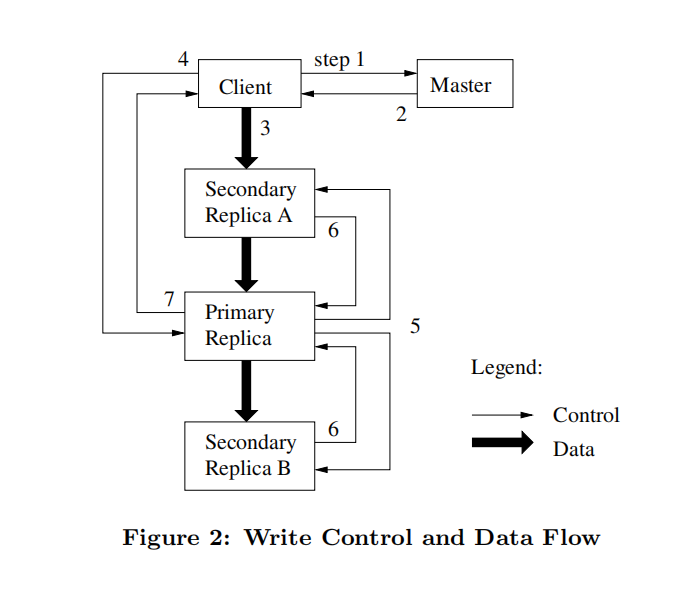 4
step 1
Client
Master
2
3
Secondary
Replica A
6
7
Primary
Replica
5
Legend:
Control
Data
6
Secondary
Replica B
Figure 2: Write Control and Data Flow